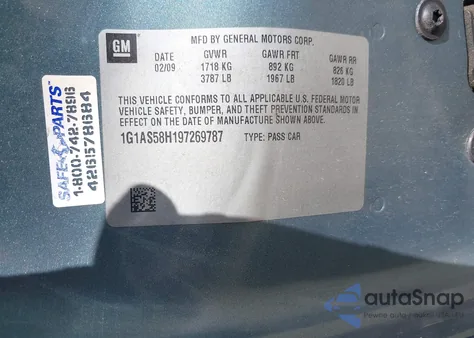 GM
MFD BY GENERAL MOTORS CORP.
DATE GVWR GAWR FRT GAWR RR
02/09 1718 KG 892 KG 826 KG
3787 LB 1967 LB 1820 LB
THIS VEHICLE CONFORMS TO ALL APPLICABLE U.S. FEDERAL MOTOR
VEHICLE SAFETY, BUMPER, AND THEFT PREVENTION STANDARDS IN
EFFECT ON THE DATE OF MANUFACTURE SHOWN ABOVE.
1G1AS58H197269787 TYPE: PASS CAR
SAFE PARTS
1-800-742-7896
426578684
autoSnap